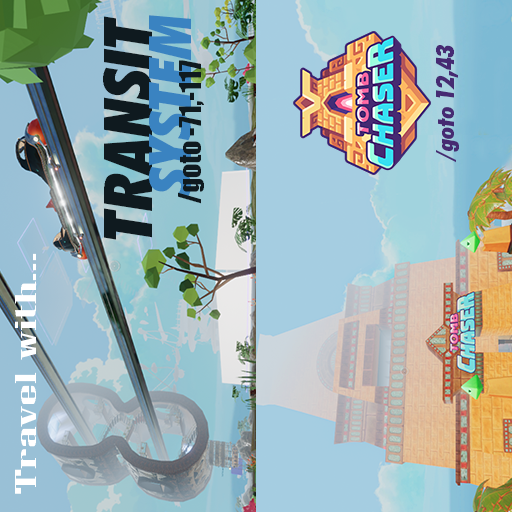 Travel with...
TRANSIT
SYSTEM
/goto -71,-117
TOMB
CHASER
/goto 12,43
TOMB
CHASER